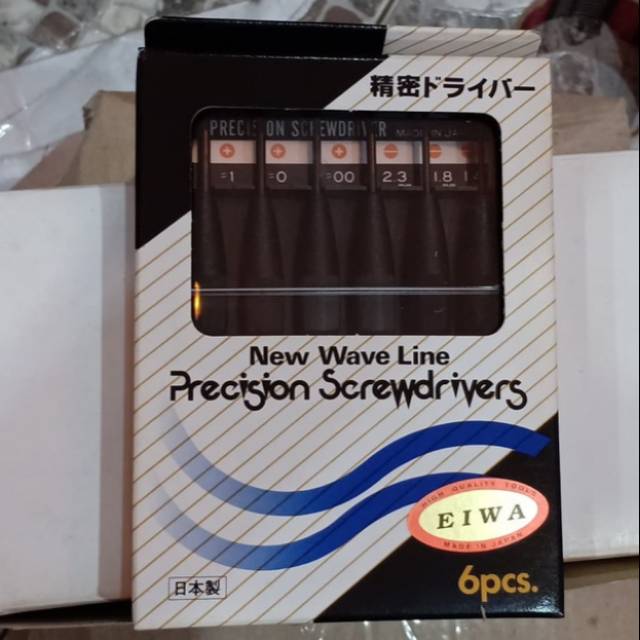 精密ドライバー
PRECISION SCREWDRIVER MADE IN JA
#1 #0 #00 2.3 1.8
New Wave Line
Precision Screwdrivers
HIGH QUALITY TOOLS
EIWA
MADE IN JAPAN
日本製
6pcs.